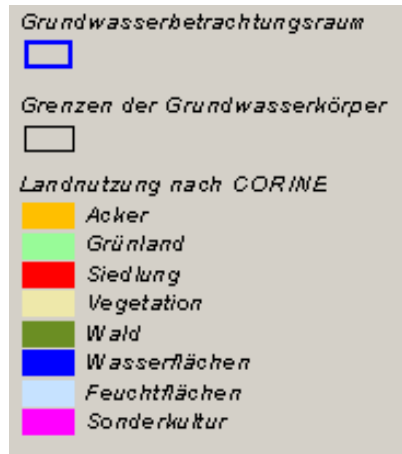 Grundwasserbetrachtungsraum
Grenzen der Grundwasserkörper
Landnutzung nach CORINE
Acker
Grünland
Siedlung
Vegetation
Wald
Wasserflächen
Feuchtflächen
Sonderkultur